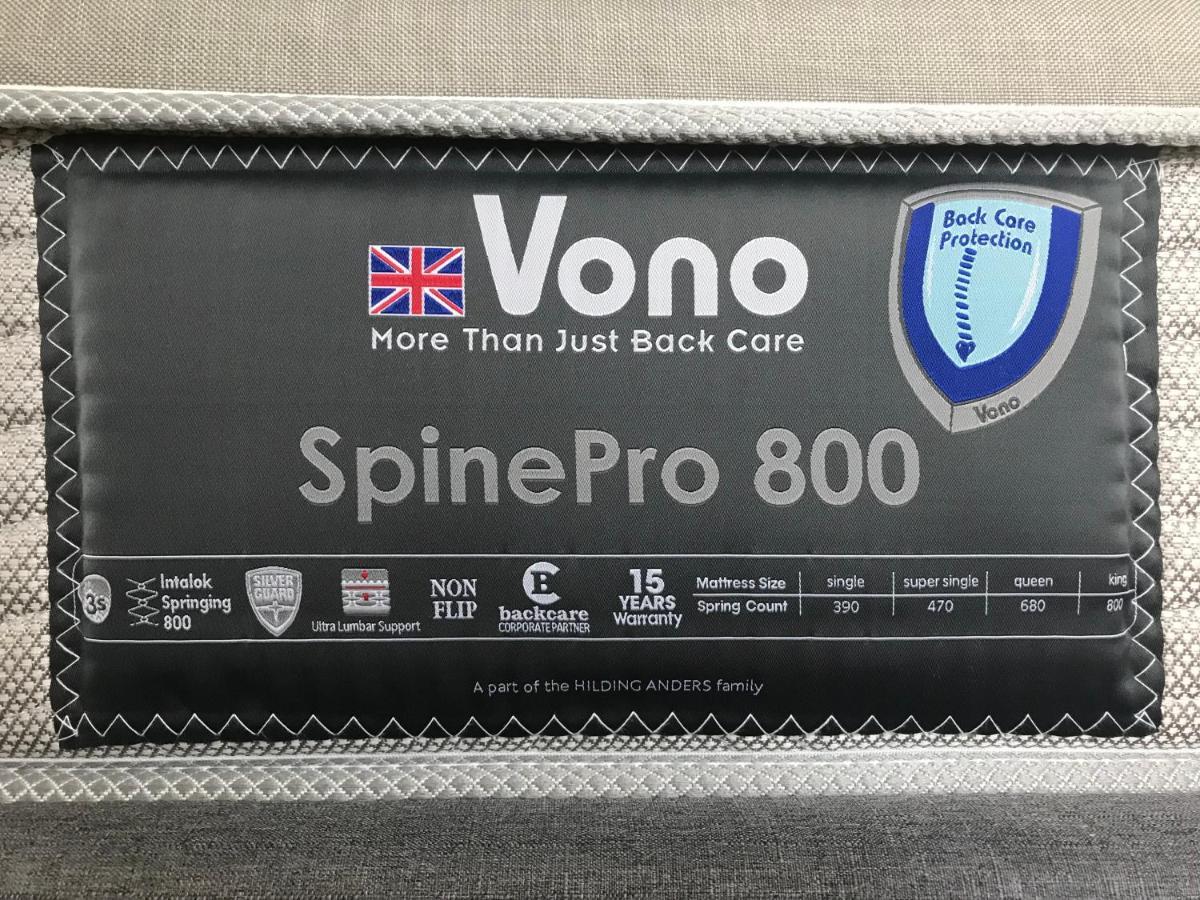 Vono
More Than Just Back Care
Back Care
Protection
Vono
SpinePro 800
3s
Intalok
Springing
800
SILVER
GUARD
Ultra Lumbar Support
NON
FLIP
BC
backcare
CORPORATE PARTNER
15
YEARS
Warranty
Mattress Size single super single queen king
Spring Count 390 470 680 800
A part of the HILDING ANDERS family